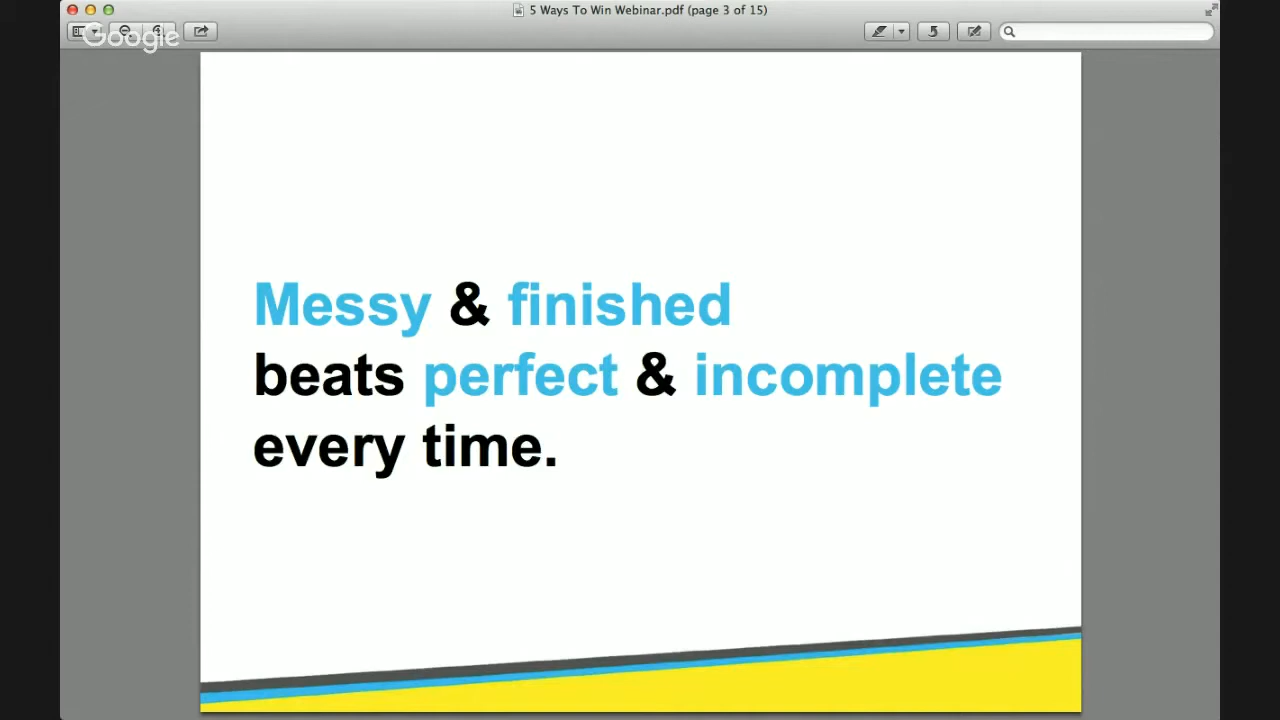 5 Ways To Win Webinar.pdf (page 3 of 15)
Google
Messy & finished
beats perfect & incomplete
every time.